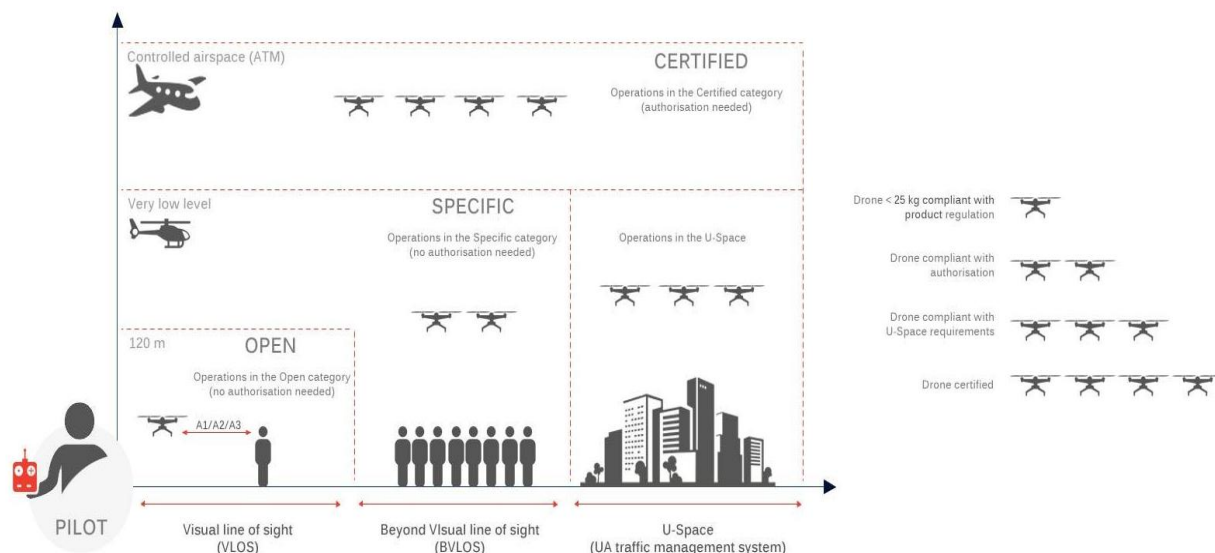 Controlled airspace (ATM)
CERTIFIED
Operations in the Certified category
(authorisation needed)
Very low level
SPECIFIC
Operations in the Specific category
(no authorisation needed)
Operations in the U-Space
120 m
OPEN
Operations in the Open category
(no authorisation needed)
A1/A2/A3
PILOT
Visual line of sight
(VLOS)
Beyond VIsual line of sight
(BVLOS)
U-Space
(UA traffic management system)
Drone < 25 kg compliant with
product regulation
Drone compliant with
authorisation
Drone compliant with
U-Space requirements
Drone certified